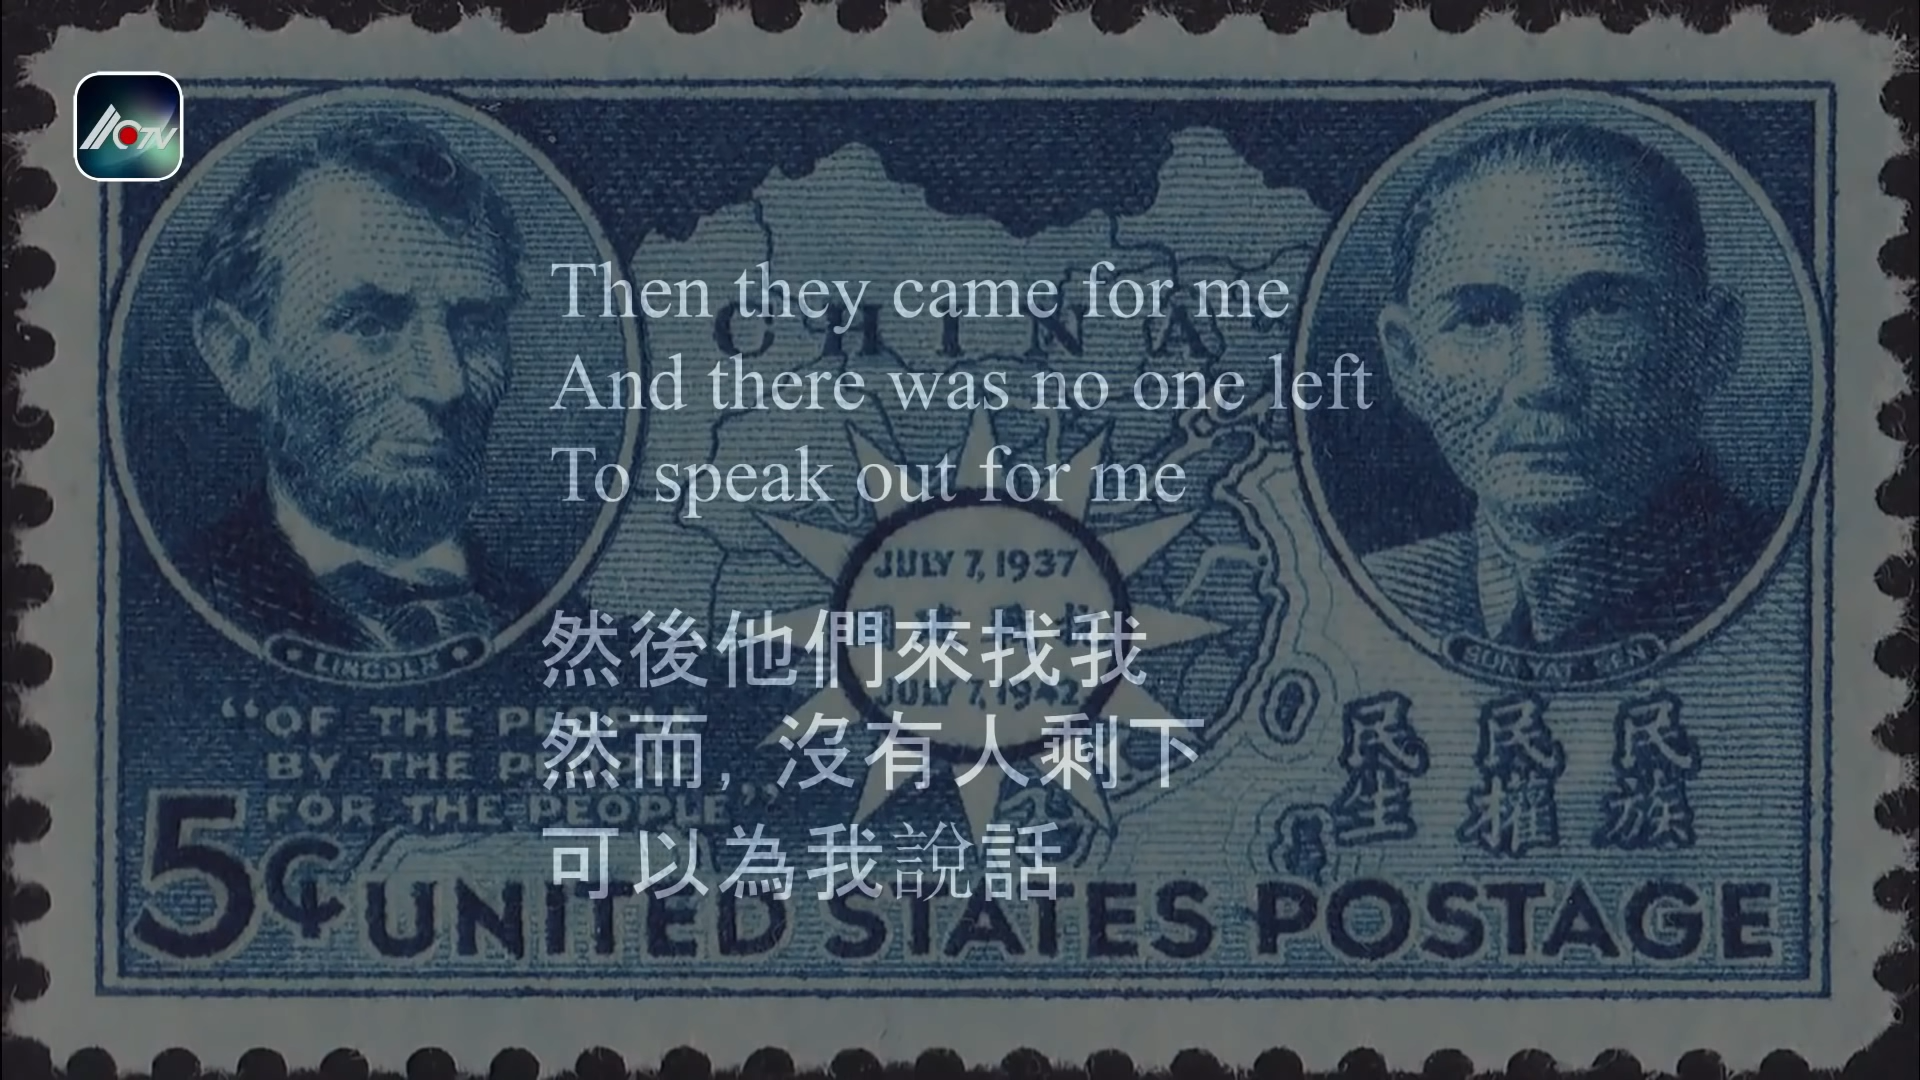 ACTV
CHINA
Then they came for me
And there was no one left
To speak out for me
JULY 7, 1937
JULY 7, 1942
然後他們來找我
然而, 沒有人剩下
可以為我說話
LINCOLN
SUN YAT SEN
"OF THE PEOPLE
BY THE PEOPLE
FOR THE PEOPLE"
民族
民權
民生
5¢ UNITED STATES POSTAGE